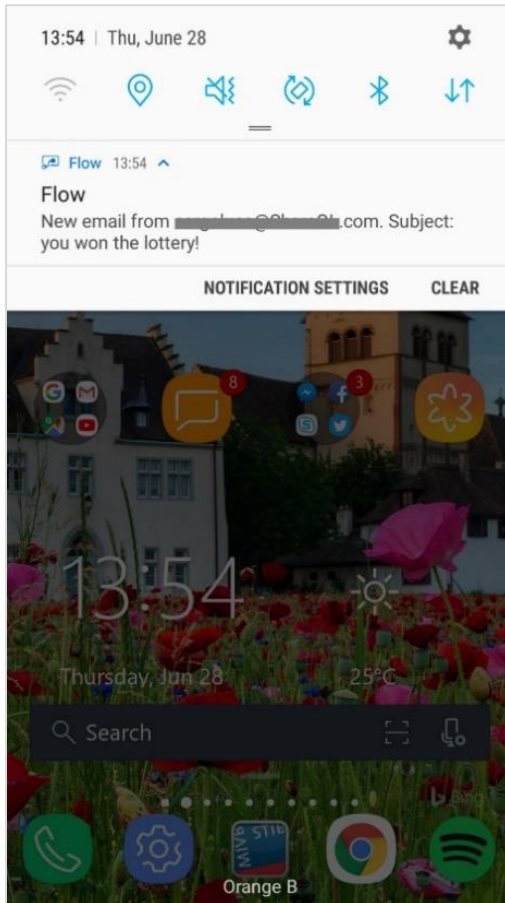 13:54 | Thu, June 28
Flow 13:54
Flow
New email from .com. Subject:
you won the lottery!
NOTIFICATION SETTINGS CLEAR
8
3
13:54
Thursday, Jun 28
25°C
Search
Bing
Orange B